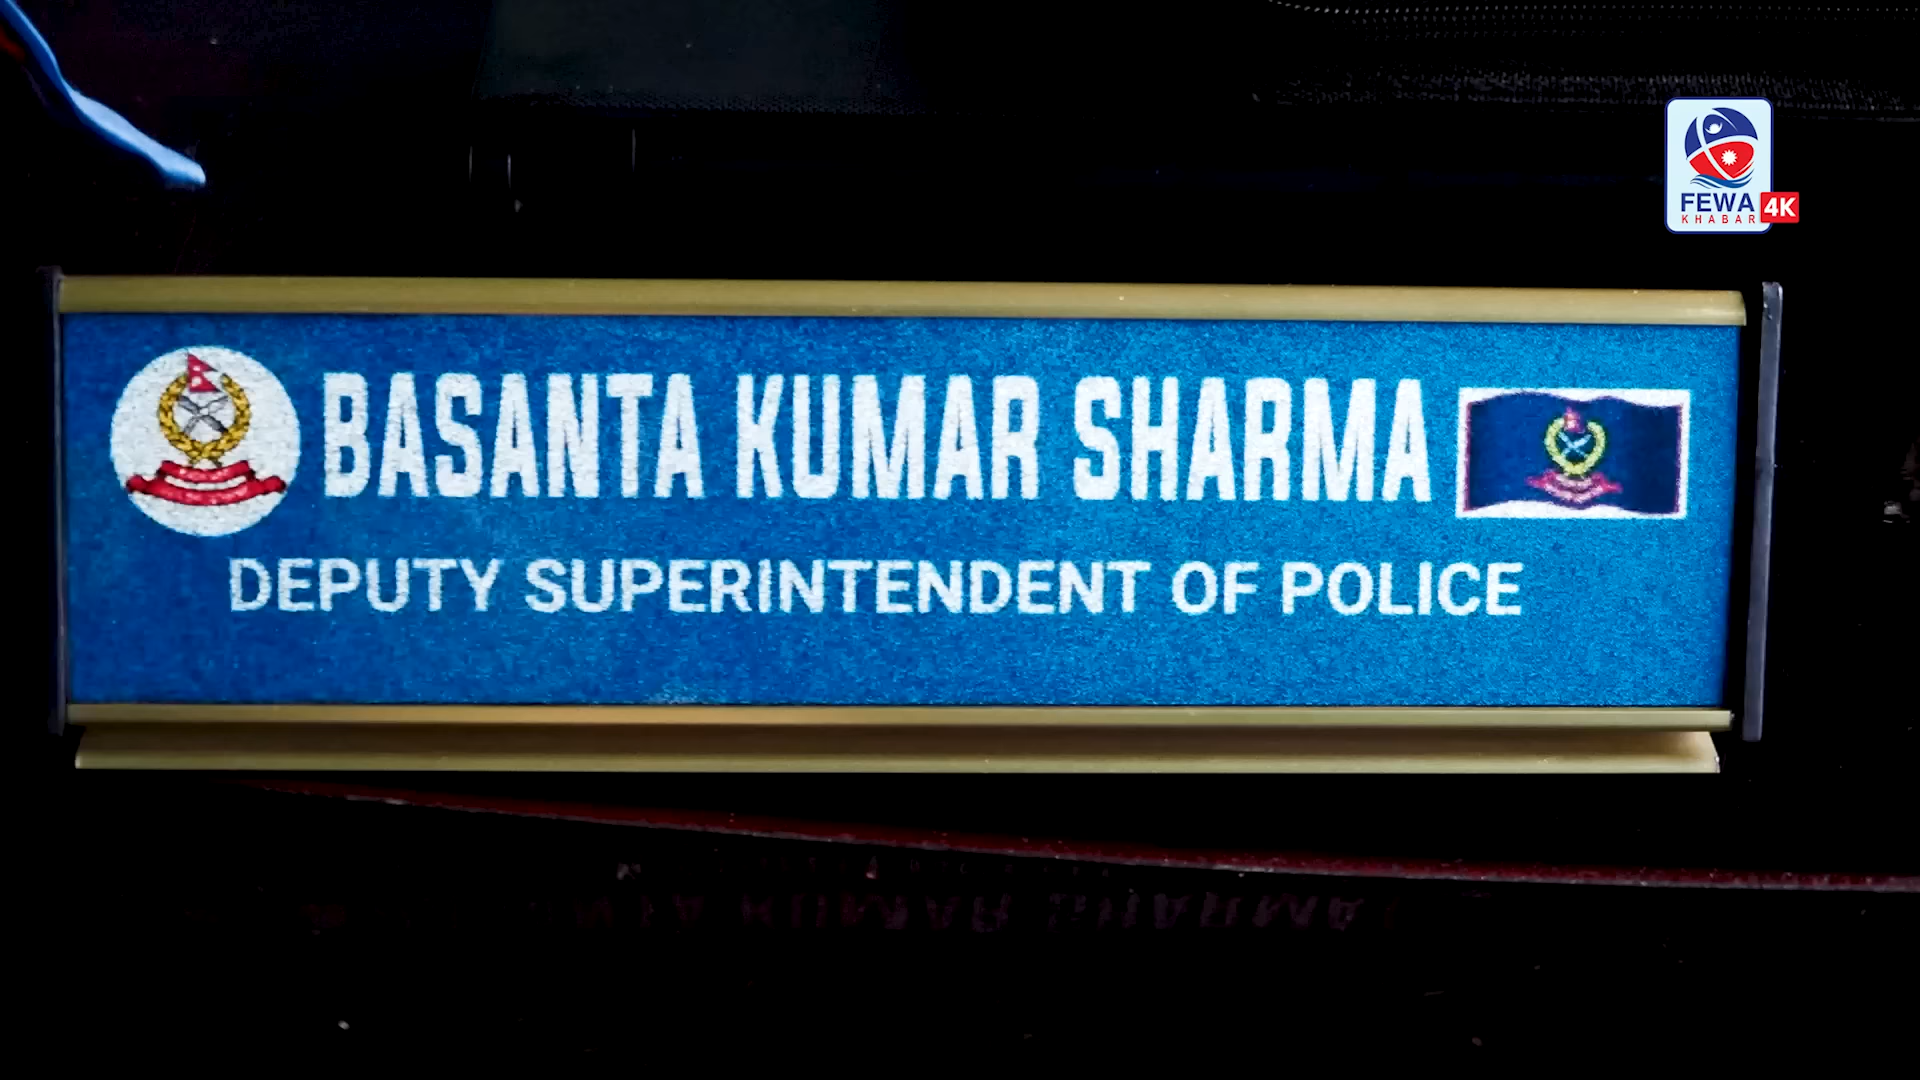 FEWA
KHABAR
4K
BASANTA KUMAR SHARMA
DEPUTY SUPERINTENDENT OF POLICE